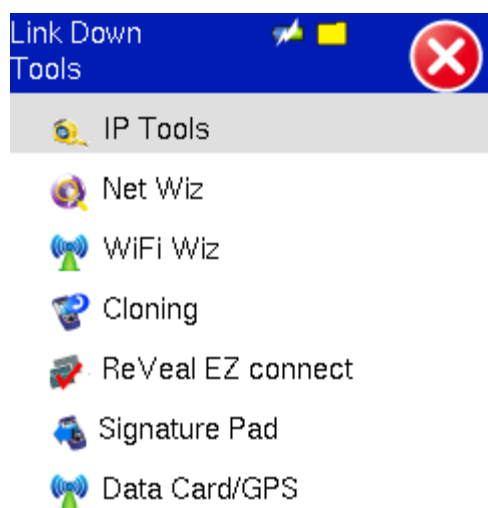 Link Down
Tools
IP Tools
Net Wiz
WiFi Wiz
Cloning
ReVeal EZ connect
Signature Pad
Data Card/GPS